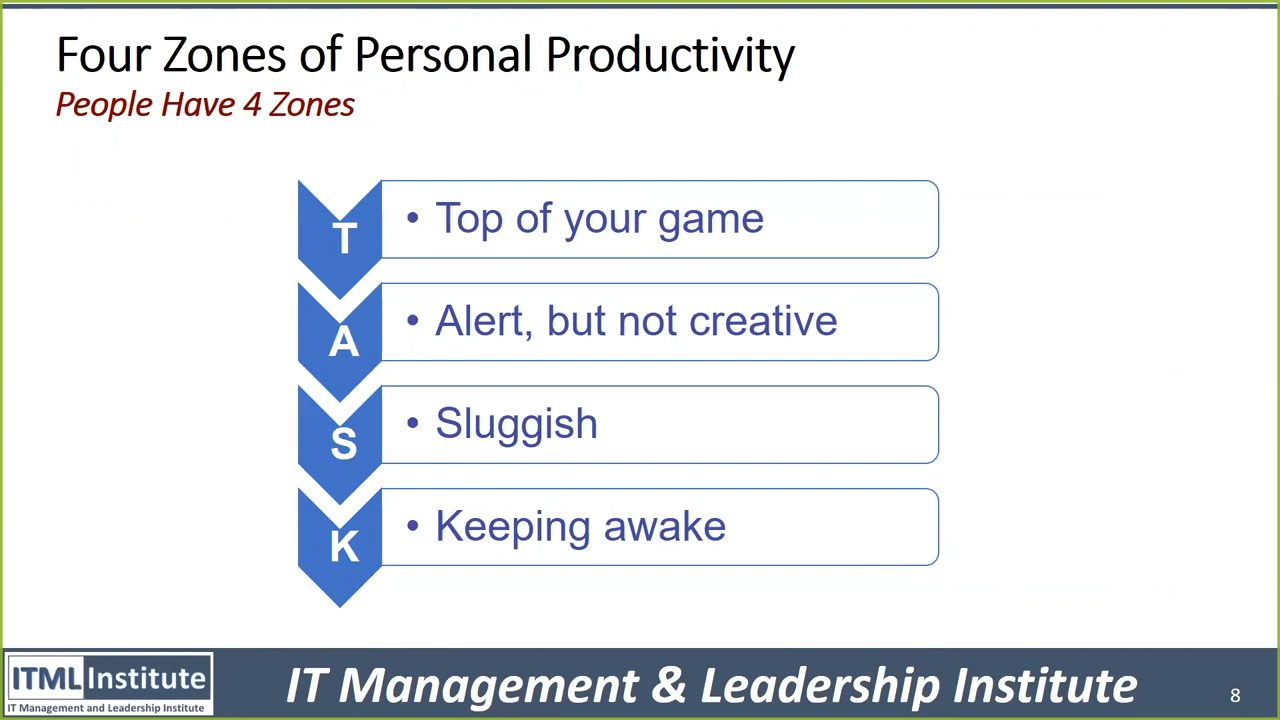 Four Zones of Personal Productivity
People Have 4 Zones
T
• Top of your game
A
• Alert, but not creative
S
• Sluggish
K
• Keeping awake
ITML Institute
IT Management and Leadership Institute
IT Management & Leadership Institute
8